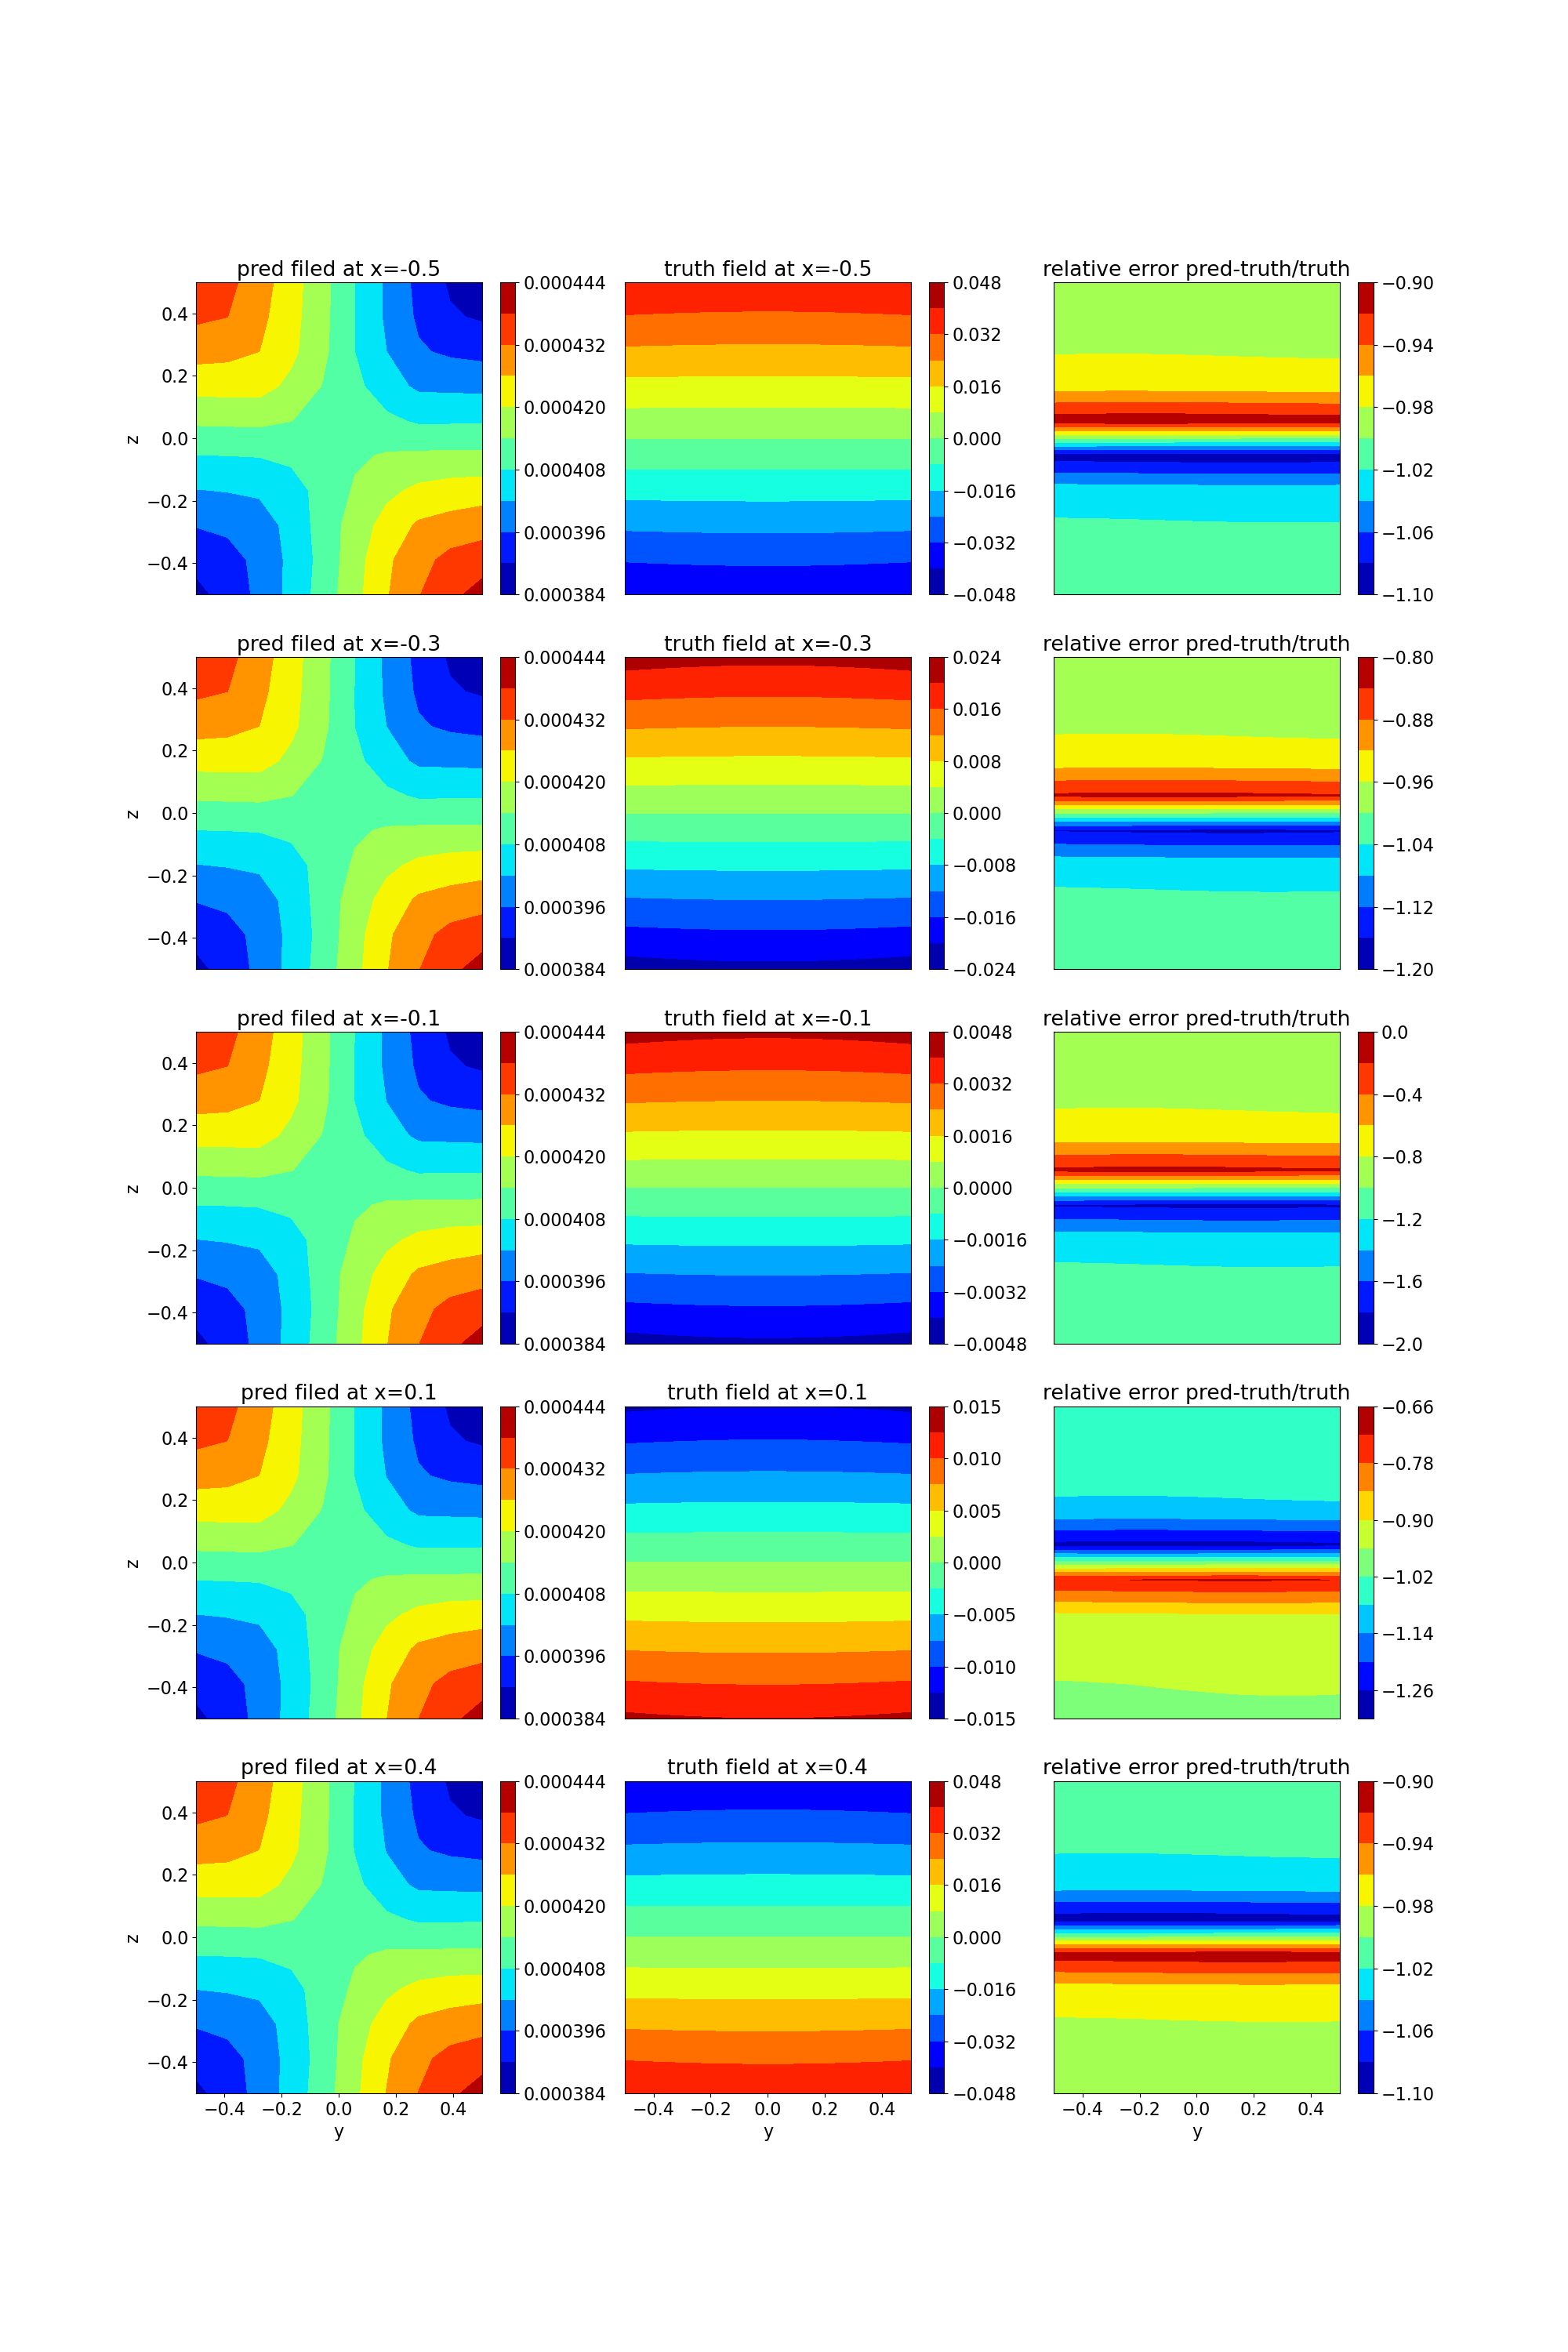 pred filed at x=-0.5 truth field at x=-0.5 relative error pred-truth/truth
0.4 0.2 0.0 −0.2 −0.4
z
0.000444 0.000432 0.000420 0.000408 0.000396 0.000384
0.048 0.032 0.016 0.000 −0.016 −0.032 −0.048
−0.90 −0.94 −0.98 −1.02 −1.06 −1.10
pred filed at x=-0.3 truth field at x=-0.3 relative error pred-truth/truth
0.4 0.2 0.0 −0.2 −0.4
z
0.000444 0.000432 0.000420 0.000408 0.000396 0.000384
0.024 0.016 0.008 0.000 −0.008 −0.016 −0.024
−0.80 −0.88 −0.96 −1.04 −1.12 −1.20
pred filed at x=-0.1 truth field at x=-0.1 relative error pred-truth/truth
0.4 0.2 0.0 −0.2 −0.4
z
0.000444 0.000432 0.000420 0.000408 0.000396 0.000384
0.0048 0.0032 0.0016 0.0000 −0.0016 −0.0032 −0.0048
0.0 −0.4 −0.8 −1.2 −1.6 −2.0
pred filed at x=0.1 truth field at x=0.1 relative error pred-truth/truth
0.4 0.2 0.0 −0.2 −0.4
z
0.000444 0.000432 0.000420 0.000408 0.000396 0.000384
0.015 0.010 0.005 0.000 −0.005 −0.010 −0.015
−0.66 −0.78 −0.90 −1.02 −1.14 −1.26
pred filed at x=0.4 truth field at x=0.4 relative error pred-truth/truth
0.4 0.2 0.0 −0.2 −0.4
z
0.000444 0.000432 0.000420 0.000408 0.000396 0.000384
0.048 0.032 0.016 0.000 −0.016 −0.032 −0.048
−0.90 −0.94 −0.98 −1.02 −1.06 −1.10
−0.4 −0.2 0.0 0.2 0.4 −0.4 −0.2 0.0 0.2 0.4 −0.4 −0.2 0.0 0.2 0.4
y y y